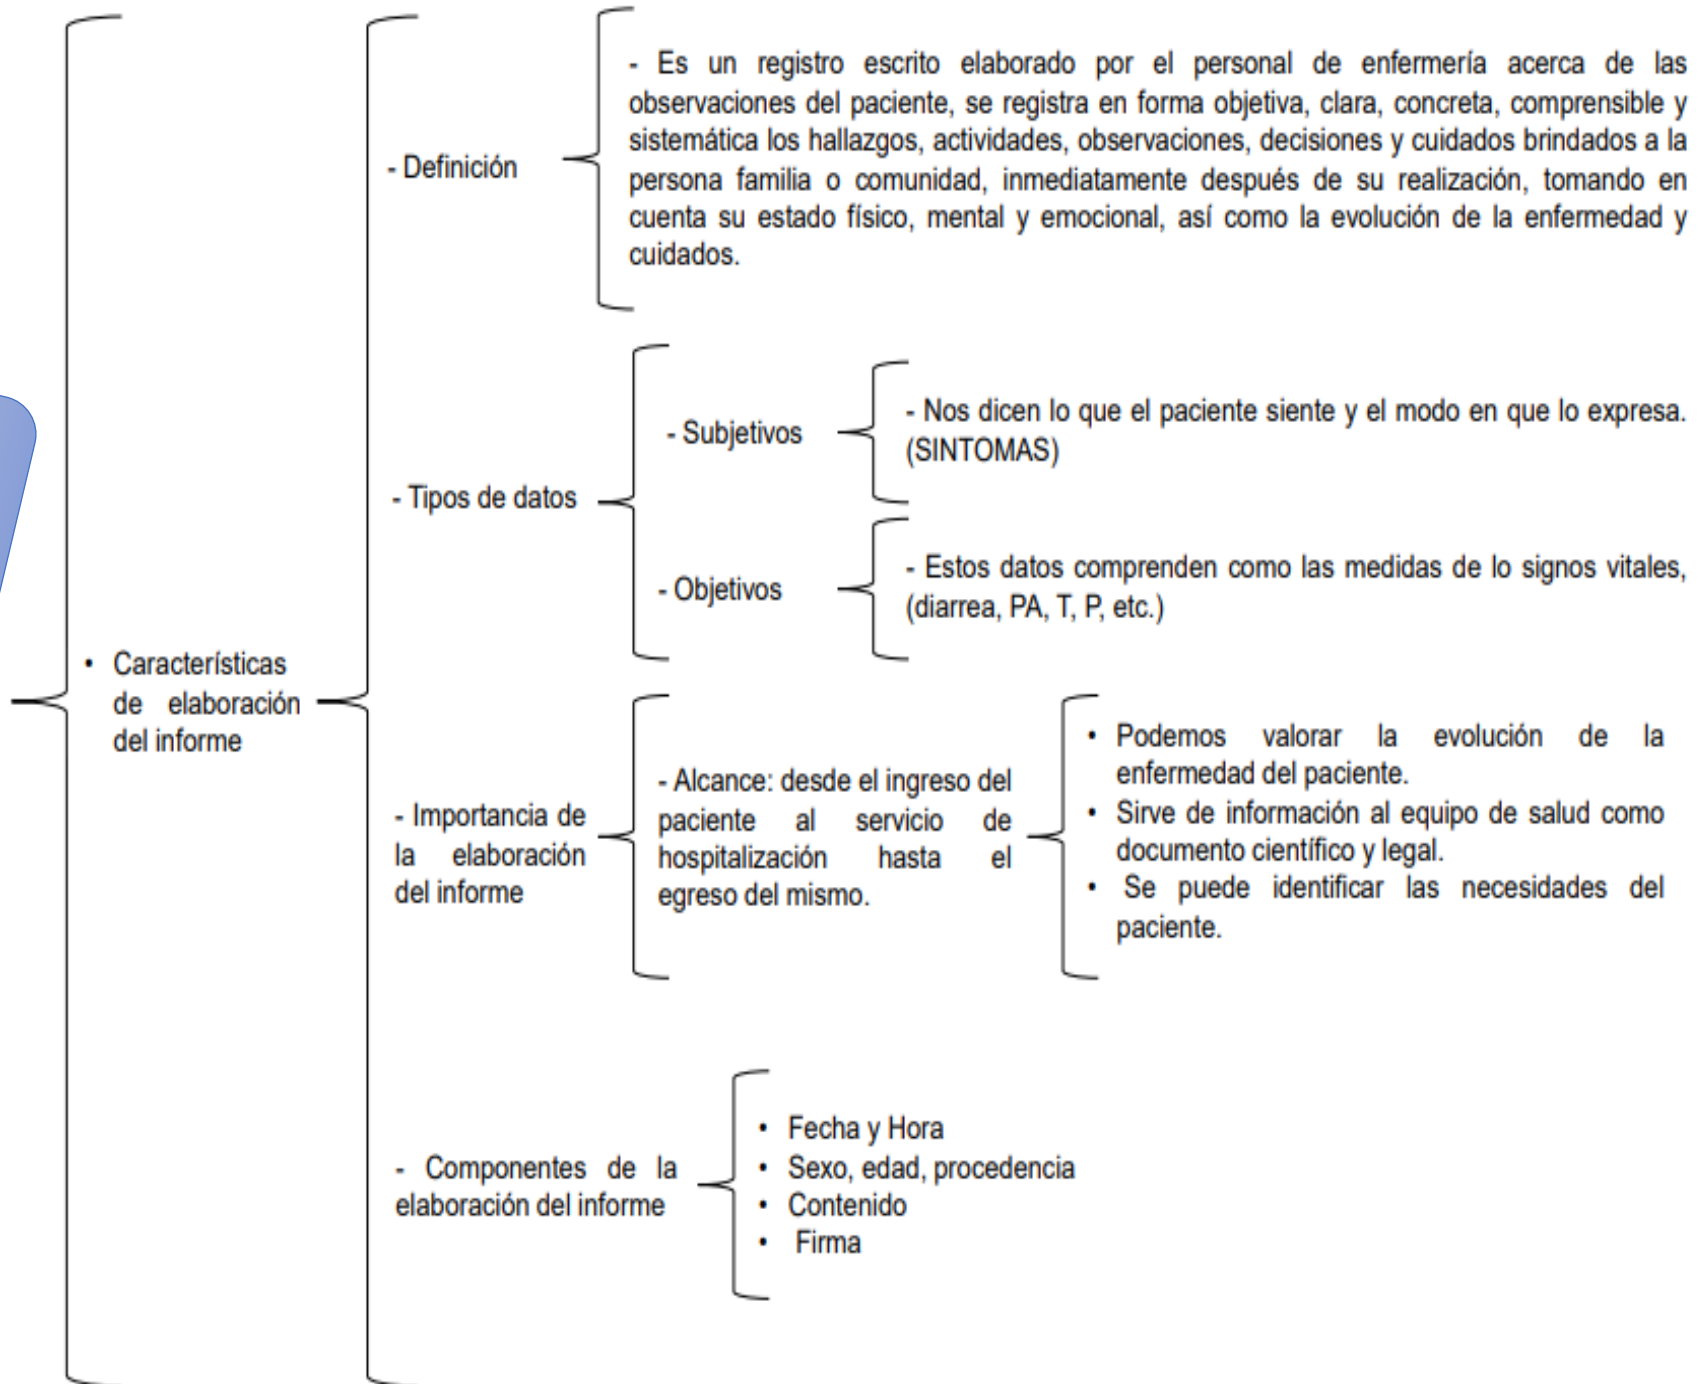 - Es un registro escrito elaborado por el personal de enfermería acerca de las
observaciones del paciente, se registra en forma objetiva, clara, concreta, comprensible y
sistemática los hallazgos, actividades, observaciones, decisiones y cuidados brindados a la
persona familia o comunidad, inmediatamente después de su realización, tomando en
cuenta su estado físico, mental y emocional, así como la evolución de la enfermedad y
cuidados.
- Definición
- Subjetivos
- Nos dicen lo que el paciente siente y el modo en que lo expresa.
(SINTOMAS)
- Tipos de datos
- Objetivos
- Estos datos comprenden como las medidas de lo signos vitales,
(diarrea, PA, T, P, etc.)
• Características
de elaboración
del informe
- Importancia de
la elaboración
del informe
- Alcance: desde el ingreso del
paciente al servicio de
hospitalización hasta el
egreso del mismo.
• Podemos valorar la evolución de la
enfermedad del paciente.
• Sirve de información al equipo de salud como
documento científico y legal.
• Se puede identificar las necesidades del
paciente.
- Componentes de la
elaboración del informe
• Fecha y Hora
• Sexo, edad, procedencia
• Contenido
• Firma